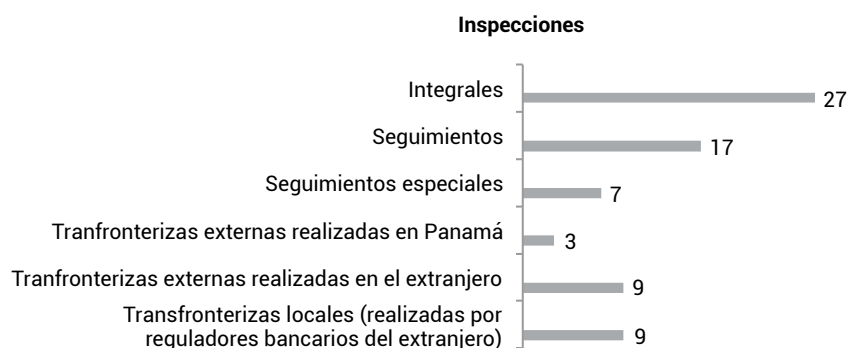 Inspecciones
Integrales 27
Seguimientos 17
Seguimientos especiales 7
Tranfronterizas externas realizadas en Panamá 3
Tranfronterizas externas realizadas en el extranjero 9
Transfronterizas locales (realizadas por
reguladores bancarios del extranjero) 9